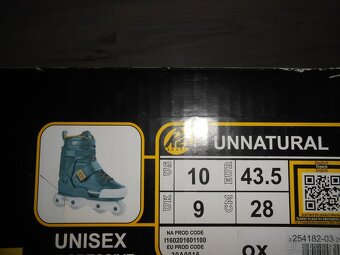 UNNATURAL
US 10 EUR 43.5
UK 9 CM 28
UNISEX
NA PROD CODE
I160201601100
EU PROD CODE
254182-03